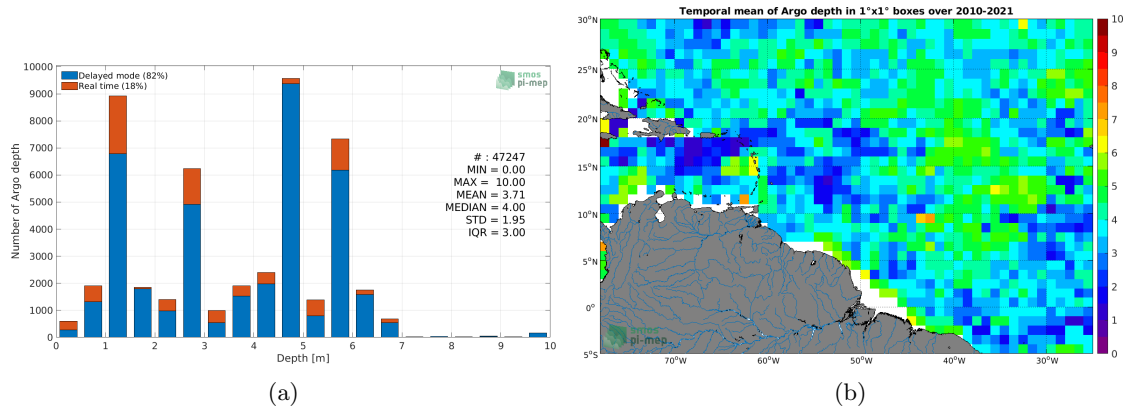 Delayed mode (82%)
Real time (18%)
smos
pi-mep
10000
9000
8000
7000
6000
5000
4000
3000
2000
1000
0
Number of Argo depth
# : 47247
MIN = 0.00
MAX = 10.00
MEAN = 3.71
MEDIAN = 4.00
STD = 1.95
IQR = 3.00
0 1 2 3 4 5 6 7 8 9 10
Depth [m]
(a)
Temporal mean of Argo depth in 1°x1° boxes over 2010-2021
30°N
25°N
20°N
15°N
10°N
5°N
0°
5°S
smos
pi-mep
70°W 60°W 50°W 40°W 30°W
10
9
8
7
6
5
4
3
2
1
0
(b)